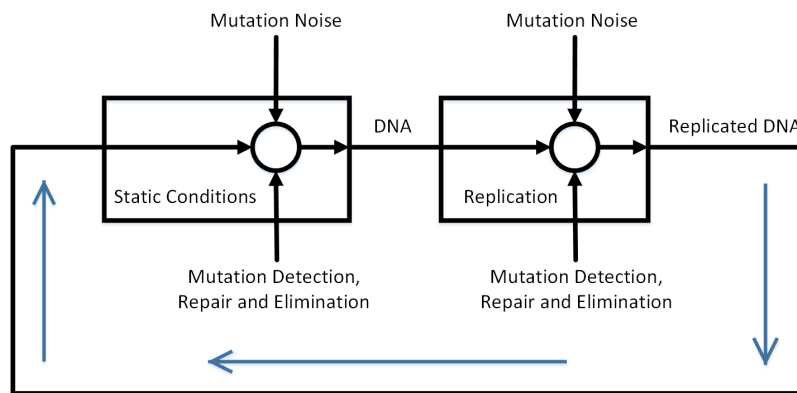 Mutation Noise
Mutation Noise
DNA
Replicated DNA
Static Conditions
Replication
Mutation Detection,
Repair and Elimination
Mutation Detection,
Repair and Elimination